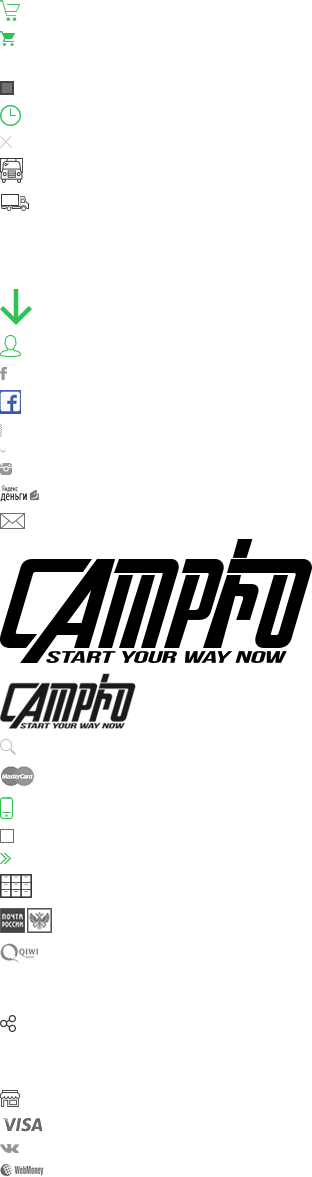 Яндекс
деньги
CAMPRO
START YOUR WAY NOW
CAMPRO
START YOUR WAY NOW
MasterCard
ПОЧТА
РОССИИ
QIWI
VISA
WebMoney